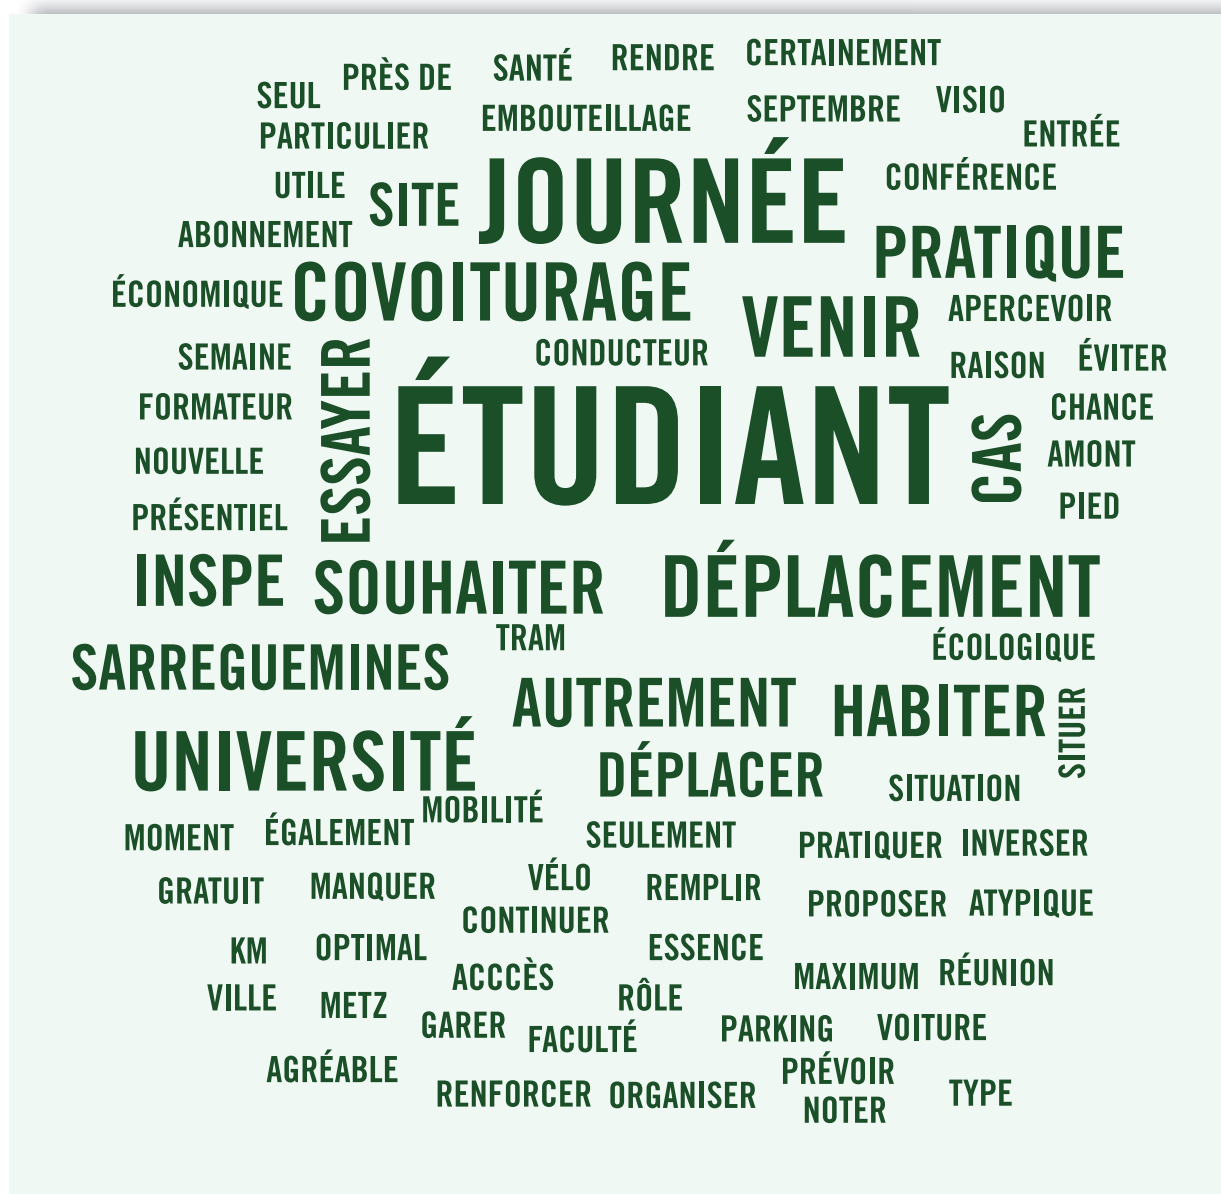 CERTAINEMENT
RENDRE
SANTÉ
PRÈS DE
SEUL
VISIO
SEPTEMBRE
EMBOUTEILLAGE
PARTICULIER
ENTRÉE
CONFÉRENCE
UTILE
SITE
JOURNÉE
ABONNEMENT
PRATIQUE
ÉCONOMIQUE
COVOITURAGE
APERCEVOIR
VENIR
SEMAINE
CONDUCTEUR
RAISON
ÉVITER
ESSAYER
FORMATEUR
CHANCE
ÉTUDIANT
CAS
NOUVELLE
AMONT
PRÉSENTIEL
PIED
INSPE
SOUHAITER
DÉPLACEMENT
TRAM
ÉCOLOGIQUE
SARREGUEMINES
AUTREMENT
HABITER
SITUER
UNIVERSITÉ
DÉPLACER
SITUATION
MOBILITÉ
MOMENT
ÉGALEMENT
SEULEMENT
PRATIQUER
INVERSER
GRATUIT
MANQUER
VÉLO
REMPLIR
PROPOSER
ATYPIQUE
CONTINUER
KM
OPTIMAL
ESSENCE
ACCCÈS
MAXIMUM
RÉUNION
VILLE
METZ
RÔLE
GARER
FACULTÉ
PARKING
VOITURE
AGRÉABLE
PRÉVOIR
RENFORCER
ORGANISER
TYPE
NOTER